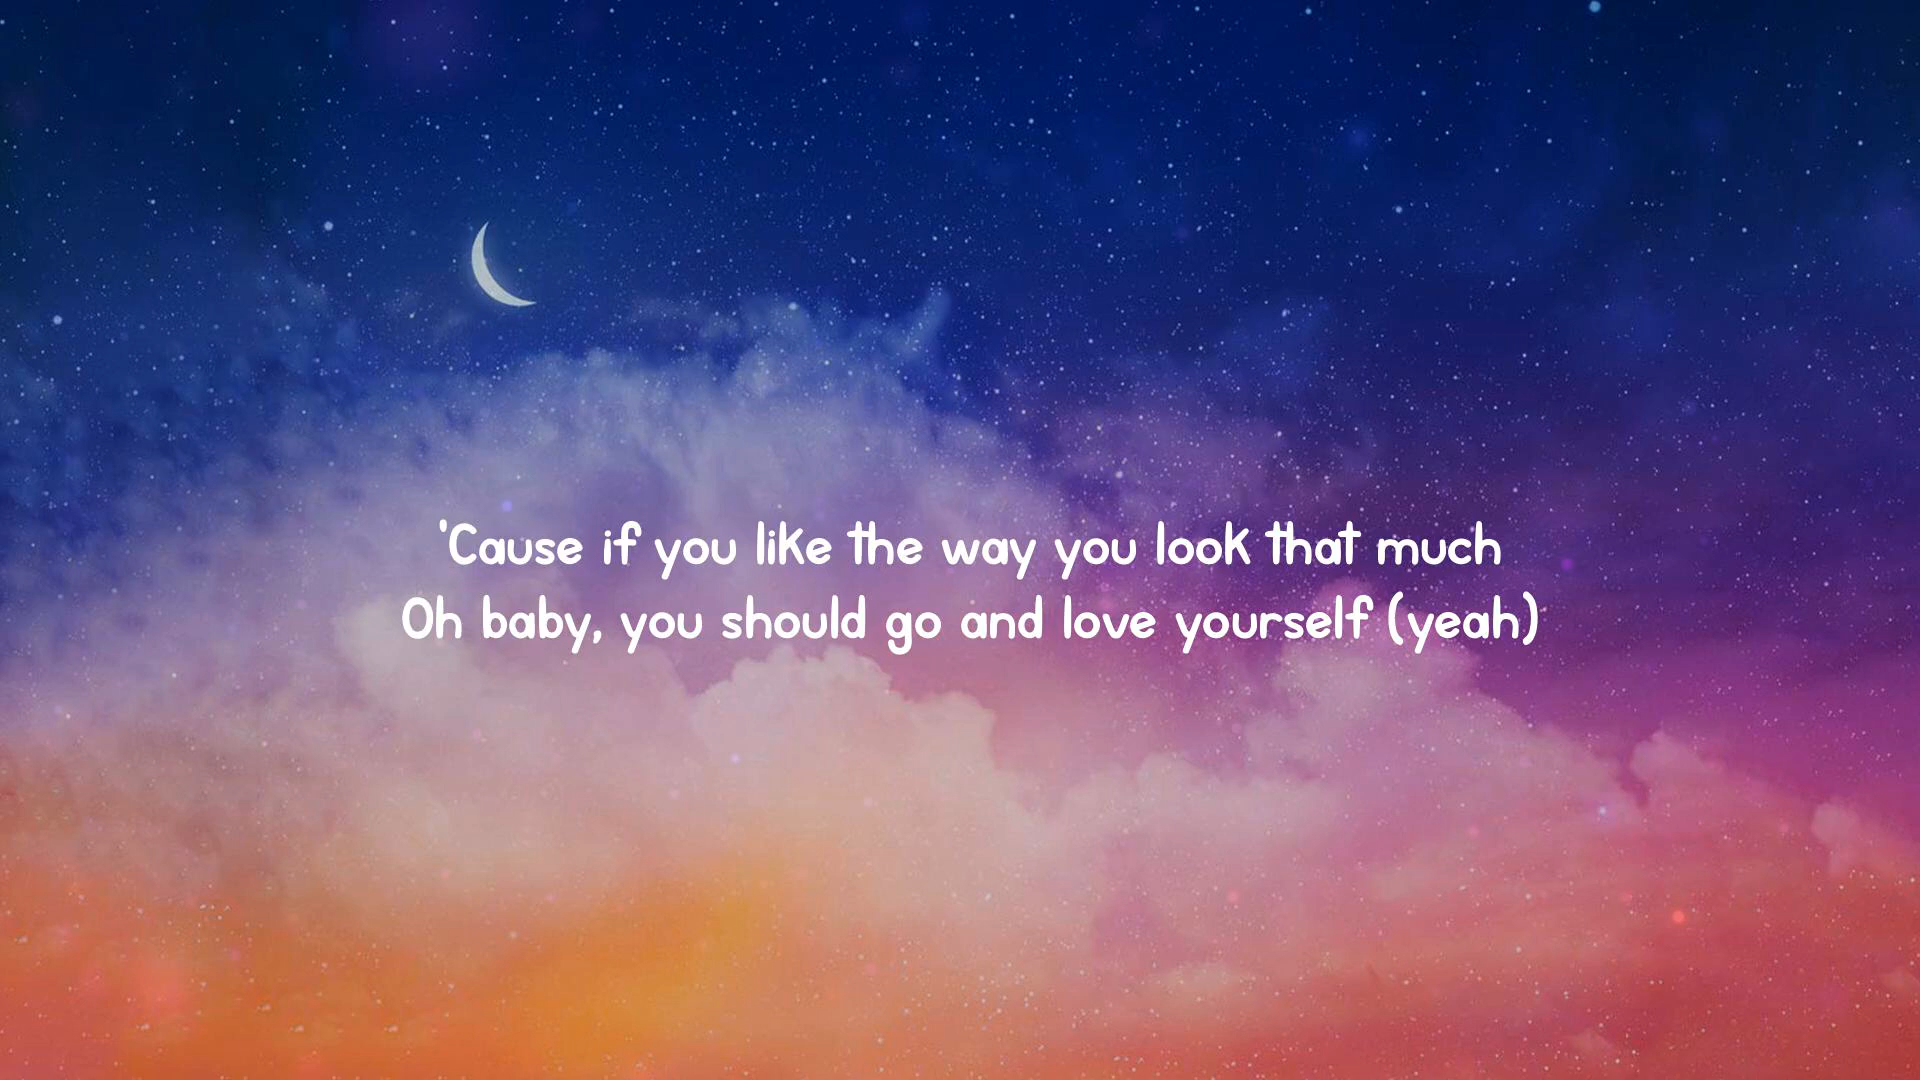 'Cause if you like the way you look that much
Oh baby, you should go and love yourself (yeah)